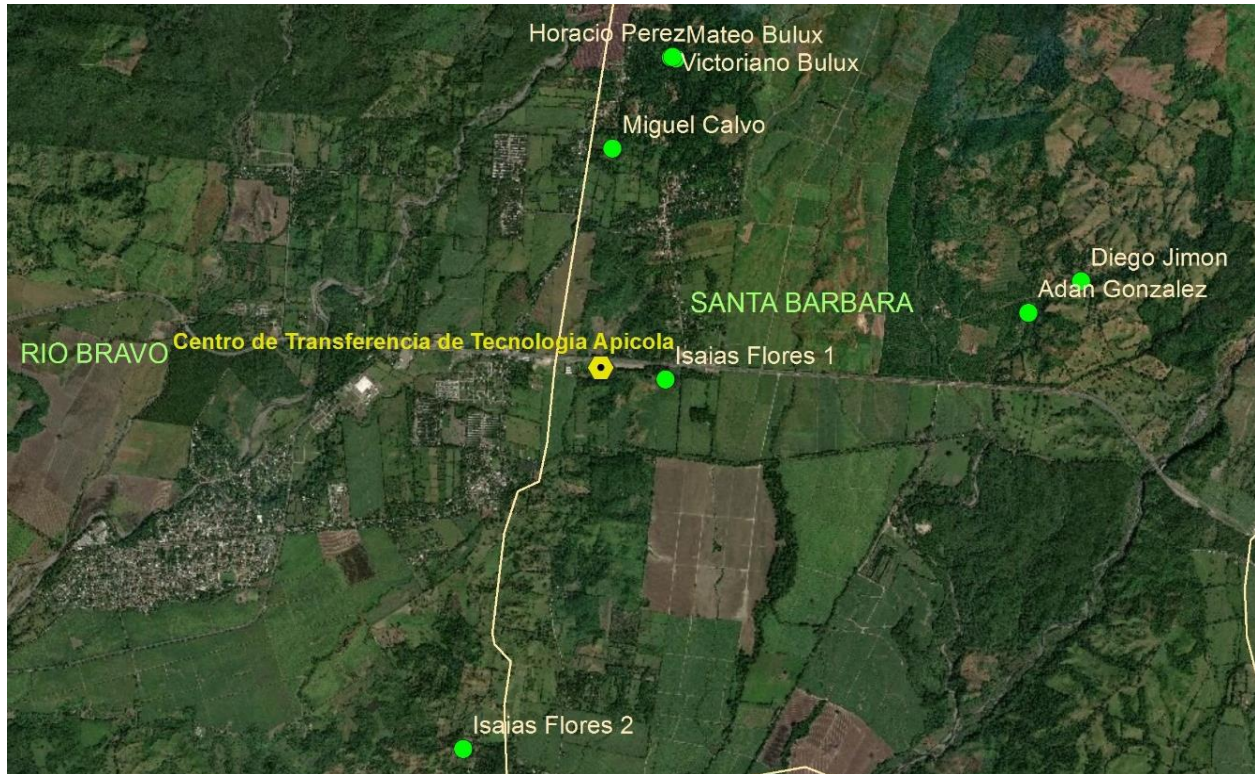 Horacio Perez Mateo Bulux
Victoriano Bulux
Miguel Calvo
Diego Jimon
Adan Gonzalez
SANTA BARBARA
Centro de Transferencia de Tecnologia Apicola
RIO BRAVO
Isaias Flores 1
Isaias Flores 2